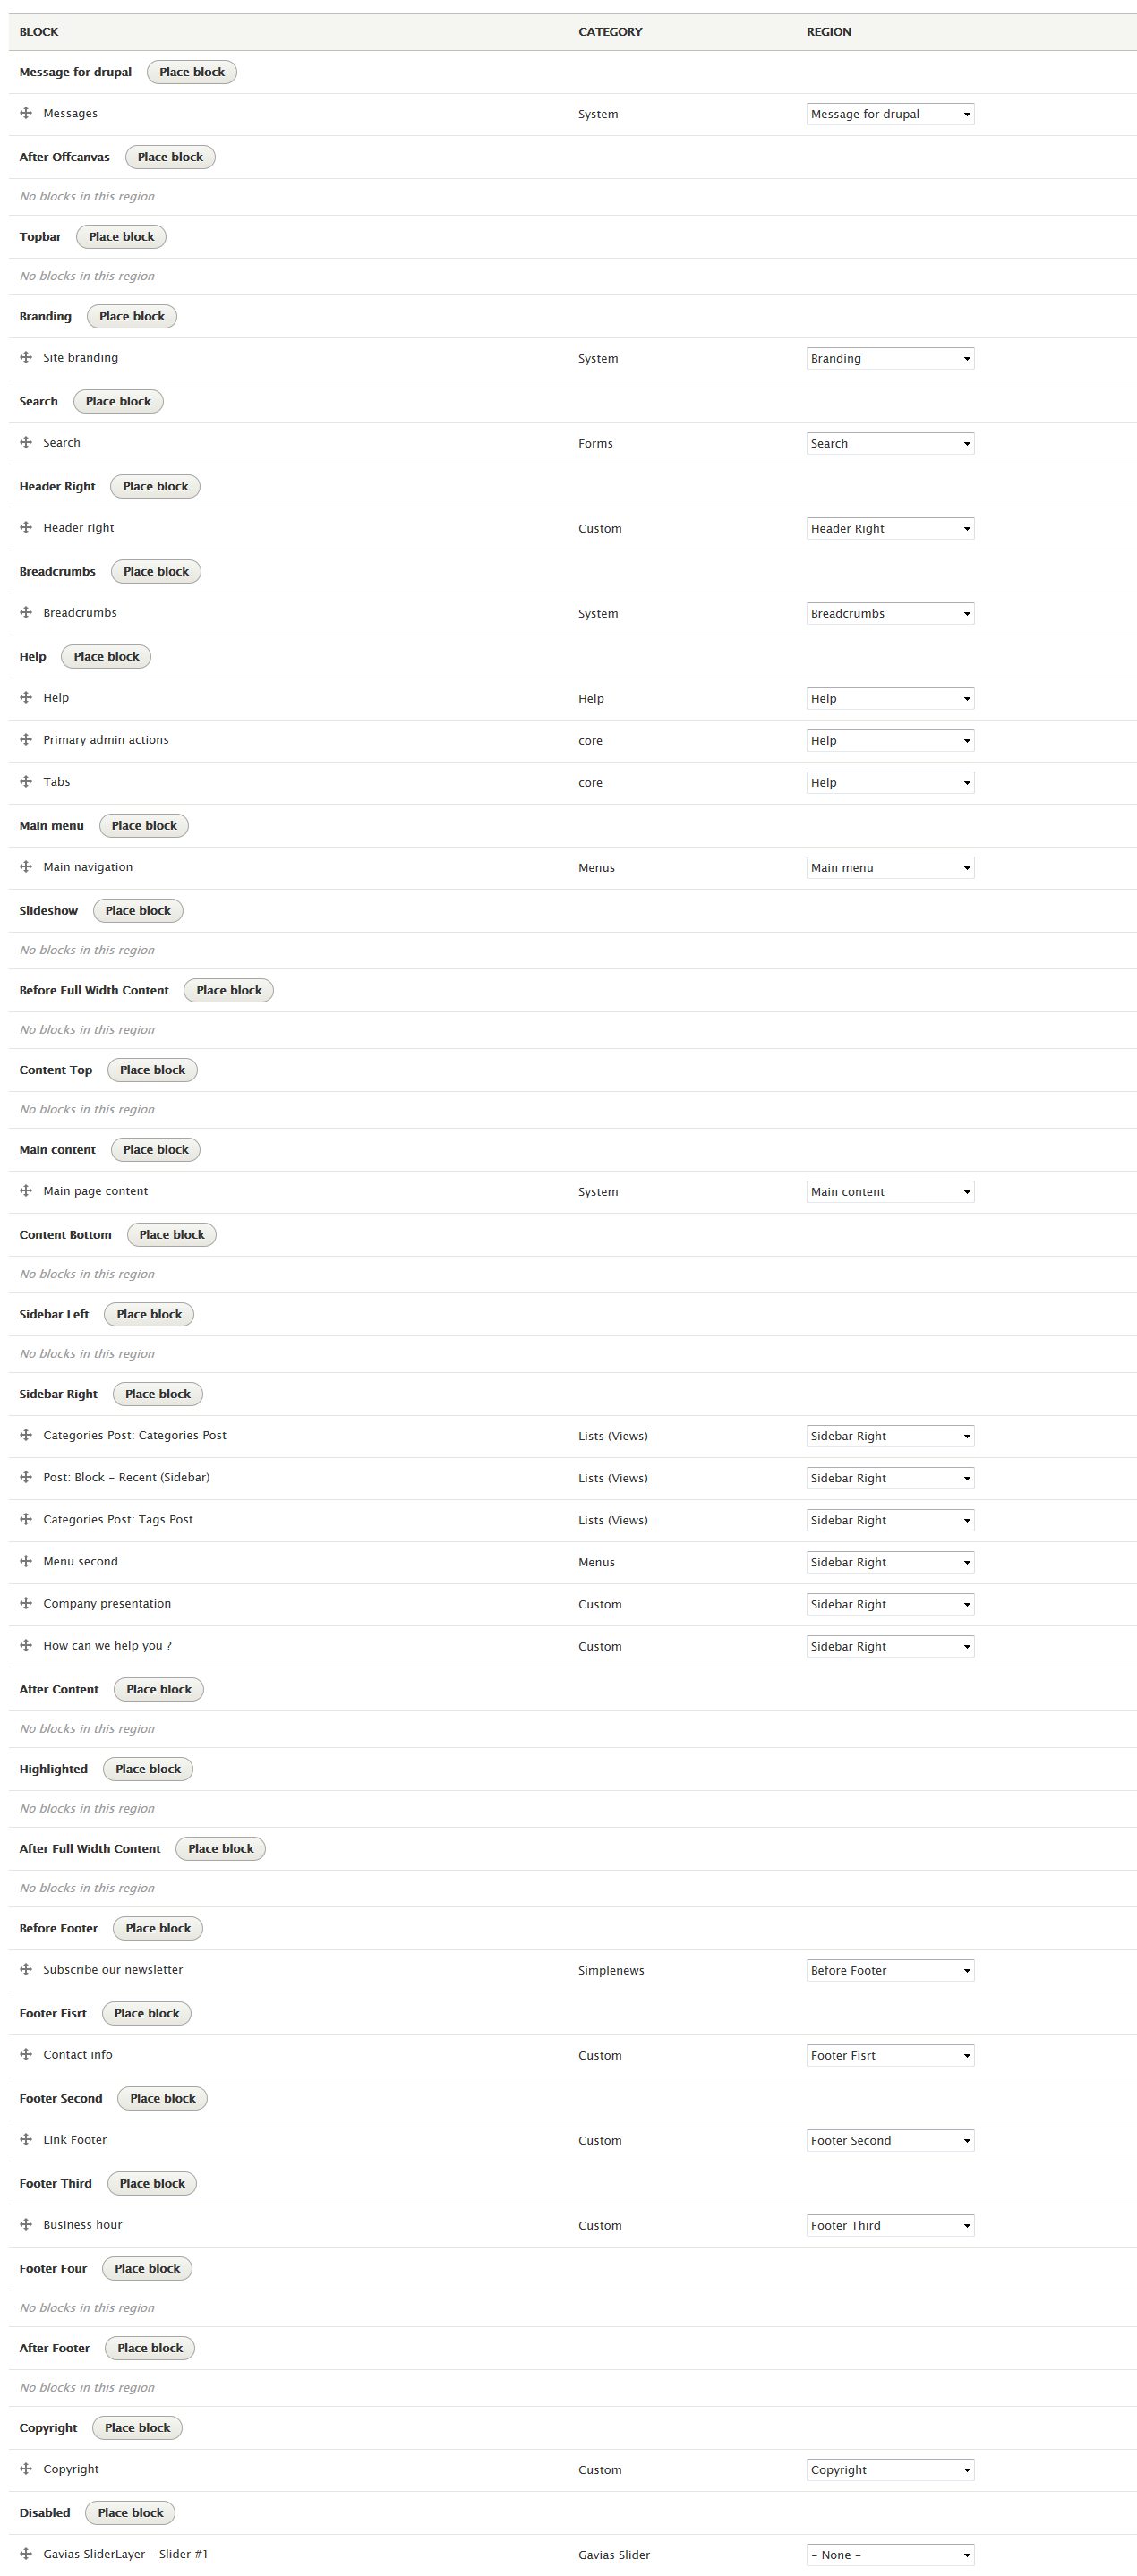 BLOCK CATEGORY REGION
Message for drupal Place block
Messages System Message for drupal
After Offcanvas Place block
No blocks in this region
Topbar Place block
No blocks in this region
Branding Place block
Site branding System Branding
Search Place block
Search Forms Search
Header Right Place block
Header right Custom Header Right
Breadcrumbs Place block
Breadcrumbs System Breadcrumbs
Help Place block
Help Help Help
Primary admin actions core Help
Tabs core Help
Main menu Place block
Main navigation Menus Main menu
Slideshow Place block
No blocks in this region
Before Full Width Content Place block
No blocks in this region
Content Top Place block
No blocks in this region
Main content Place block
Main page content System Main content
Content Bottom Place block
No blocks in this region
Sidebar Left Place block
No blocks in this region
Sidebar Right Place block
Categories Post: Categories Post Lists (Views) Sidebar Right
Post: Block - Recent (Sidebar) Lists (Views) Sidebar Right
Categories Post: Tags Post Lists (Views) Sidebar Right
Menu second Menus Sidebar Right
Company presentation Custom Sidebar Right
How can we help you ? Custom Sidebar Right
After Content Place block
No blocks in this region
Highlighted Place block
No blocks in this region
After Full Width Content Place block
No blocks in this region
Before Footer Place block
Subscribe our newsletter Simplenews Before Footer
Footer Fisrt Place block
Contact info Custom Footer Fisrt
Footer Second Place block
Link Footer Custom Footer Second
Footer Third Place block
Business hour Custom Footer Third
Footer Four Place block
No blocks in this region
After Footer Place block
No blocks in this region
Copyright Place block
Copyright Custom Copyright
Disabled Place block
Gavias SliderLayer - Slider #1 Gavias Slider - None -